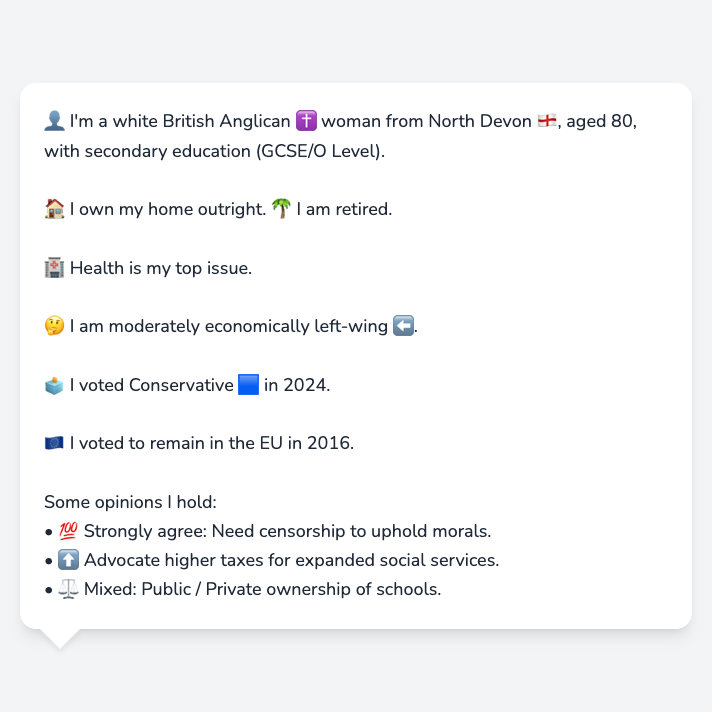 👤 I'm a white British Anglican ✝️ woman from North Devon 🏴󠁧󠁢󠁥󠁮󠁧󠁿, aged 80,
with secondary education (GCSE/O Level).
🏠 I own my home outright. 🌴 I am retired.
🏥 Health is my top issue.
🤔 I am moderately economically left-wing ⬅️.
🗳️ I voted Conservative 🟦 in 2024.
🇪🇺 I voted to remain in the EU in 2016.
Some opinions I hold:
• 💯 Strongly agree: Need censorship to uphold morals.
• ⬆️ Advocate higher taxes for expanded social services.
• ⚖️ Mixed: Public / Private ownership of schools.